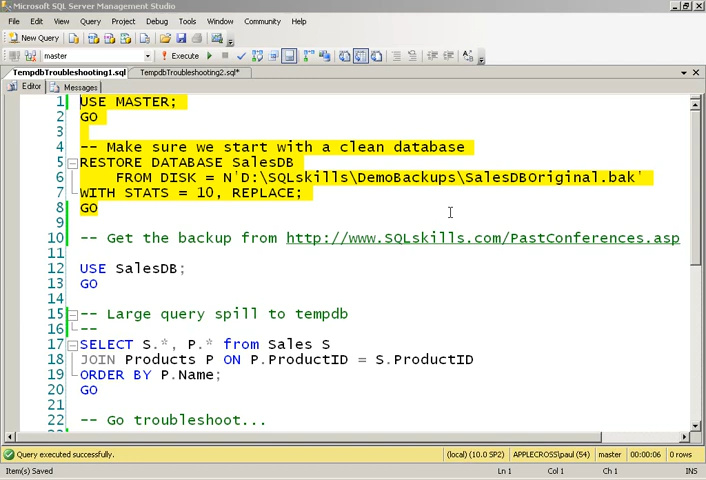 Microsoft SQL Server Management Studio
File Edit View Query Project Debug Tools Window Community Help
New Query
master Execute
TempdbTroubleshooting1.sql TempdbTroubleshooting2.sql*
Editor Messages
1 USE MASTER;
2 GO
3
4 -- Make sure we start with a clean database
5 RESTORE DATABASE SalesDB
6 FROM DISK = N'D:\SQLskills\DemoBackups\SalesDBOriginal.bak'
7 WITH STATS = 10, REPLACE;
8 GO
9
10 -- Get the backup from http://www.SQLskills.com/PastConferences.asp
11
12 USE SalesDB;
13 GO
14
15 -- Large query spill to tempdb
16 --
17 SELECT S.*, P.* from Sales S
18 JOIN Products P ON P.ProductID = S.ProductID
19 ORDER BY P.Name;
20 GO
21
22 -- Go troubleshoot...
Query executed successfully. (local) (10.0 SP2) APPLECROSS\paul (54) master 00:00:06 0 rows
Item(s) Saved Ln 1 Col 1 Ch 1 INS